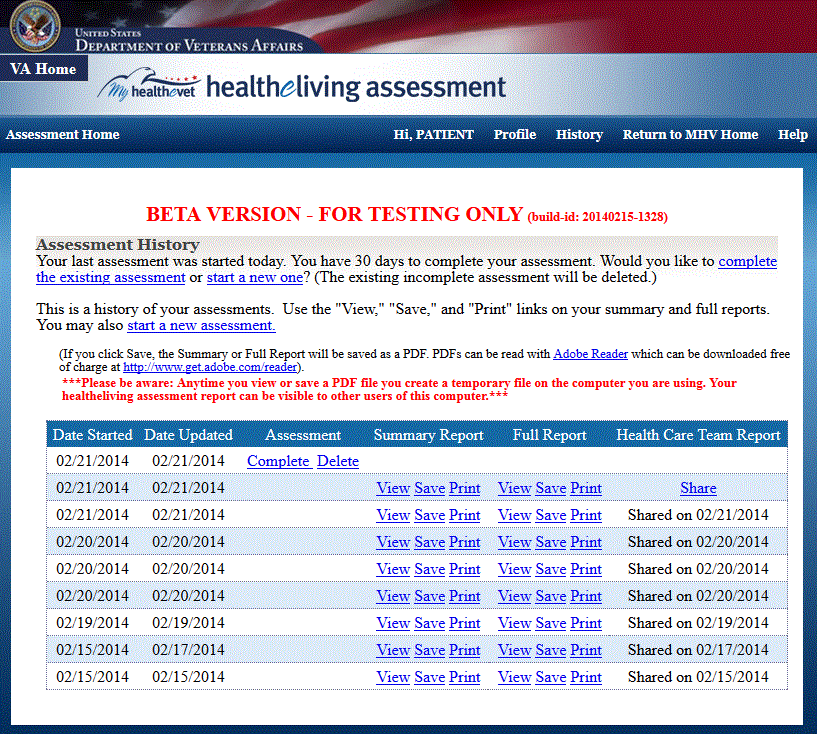 UNITED STATES
DEPARTMENT OF VETERANS AFFAIRS
VA Home
My healthevet healtheliving assessment
Assessment Home Hi, PATIENT Profile History Return to MHV Home Help
BETA VERSION - FOR TESTING ONLY (build-id: 20140215-1328)
Assessment History
Your last assessment was started today. You have 30 days to complete your assessment. Would you like to complete
the existing assessment or start a new one? (The existing incomplete assessment will be deleted.)
This is a history of your assessments. Use the "View," "Save," and "Print" links on your summary and full reports.
You may also start a new assessment.
(If you click Save, the Summary or Full Report will be saved as a PDF. PDFs can be read with Adobe Reader which can be downloaded free
of charge at http://www.get.adobe.com/reader).
***Please be aware: Anytime you view or save a PDF file you create a temporary file on the computer you are using. Your
healtheliving assessment report can be visible to other users of this computer.***
Date Started Date Updated Assessment Summary Report Full Report Health Care Team Report
02/21/2014 02/21/2014 Complete Delete
02/21/2014 02/21/2014 View Save Print View Save Print Share
02/21/2014 02/21/2014 View Save Print View Save Print Shared on 02/21/2014
02/20/2014 02/20/2014 View Save Print View Save Print Shared on 02/20/2014
02/20/2014 02/20/2014 View Save Print View Save Print Shared on 02/20/2014
02/20/2014 02/20/2014 View Save Print View Save Print Shared on 02/20/2014
02/19/2014 02/19/2014 View Save Print View Save Print Shared on 02/19/2014
02/15/2014 02/17/2014 View Save Print View Save Print Shared on 02/17/2014
02/15/2014 02/15/2014 View Save Print View Save Print Shared on 02/15/2014